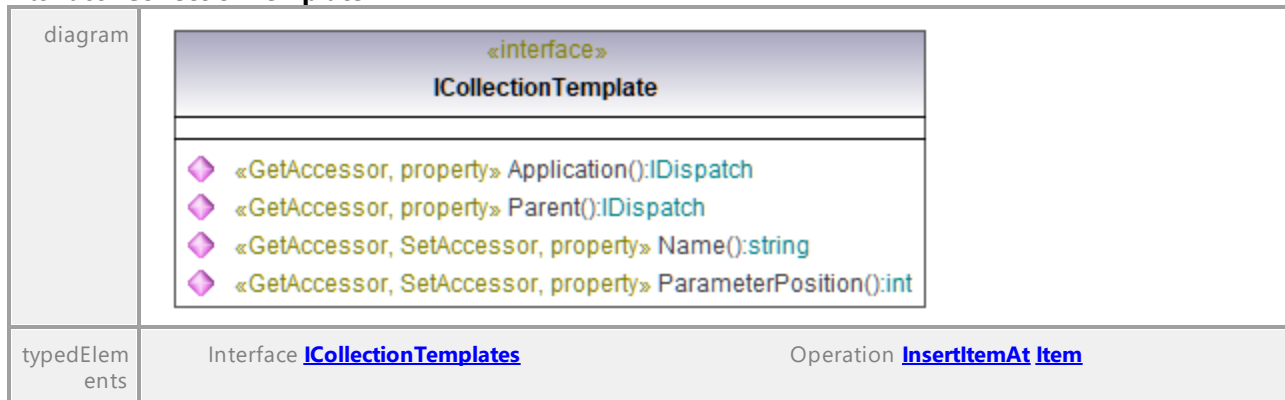 diagram
«interface»
ICollectionTemplate
«GetAccessor, property» Application():IDispatch
«GetAccessor, property» Parent():IDispatch
«GetAccessor, SetAccessor, property» Name():string
«GetAccessor, SetAccessor, property» ParameterPosition():int
typedElem
ents
Interface ICollectionTemplates Operation InsertItemAt Item